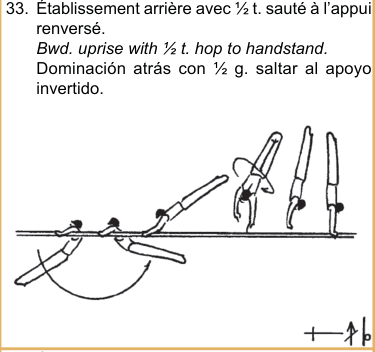 33. Établissement arrière avec ½ t. sauté à l'appui
renversé.
Bwd. uprise with ½ t. hop to handstand.
Dominación atrás con ½ g. saltar al apoyo
invertido.